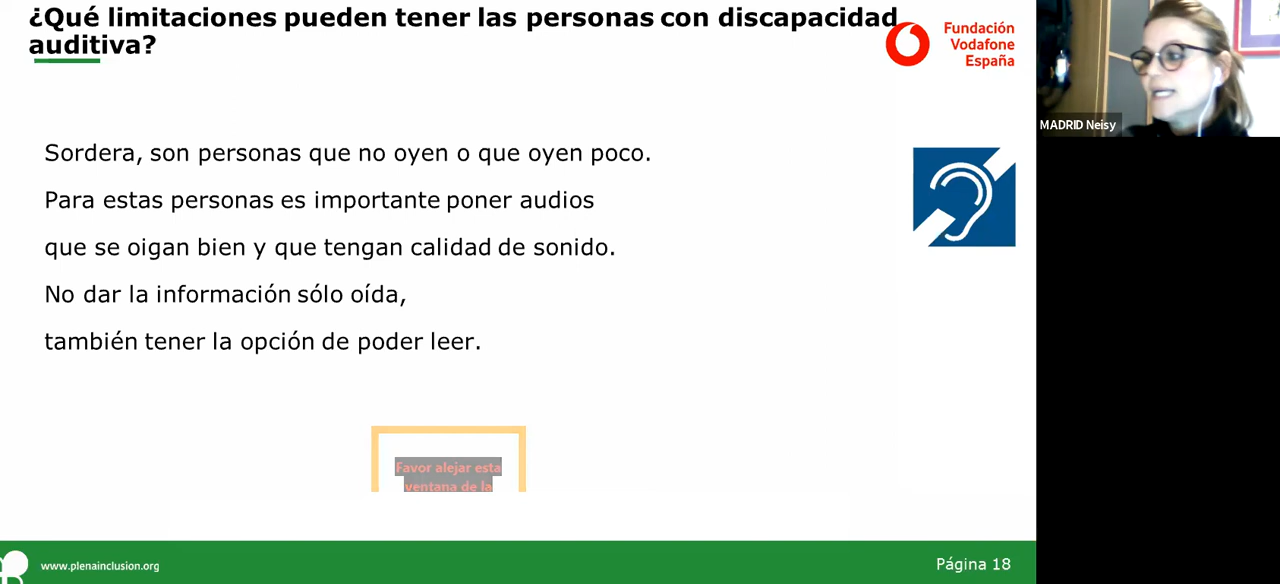 ¿Qué limitaciones pueden tener las personas con discapacidad
auditiva?
Fundación
Vodafone
España
MADRID Neisy
Sordera, son personas que no oyen o que oyen poco.
Para estas personas es importante poner audios
que se oigan bien y que tengan calidad de sonido.
No dar la información sólo oída,
también tener la opción de poder leer.
Favor alejar esta
ventana de la
www.plenainclusion.org
Página 18